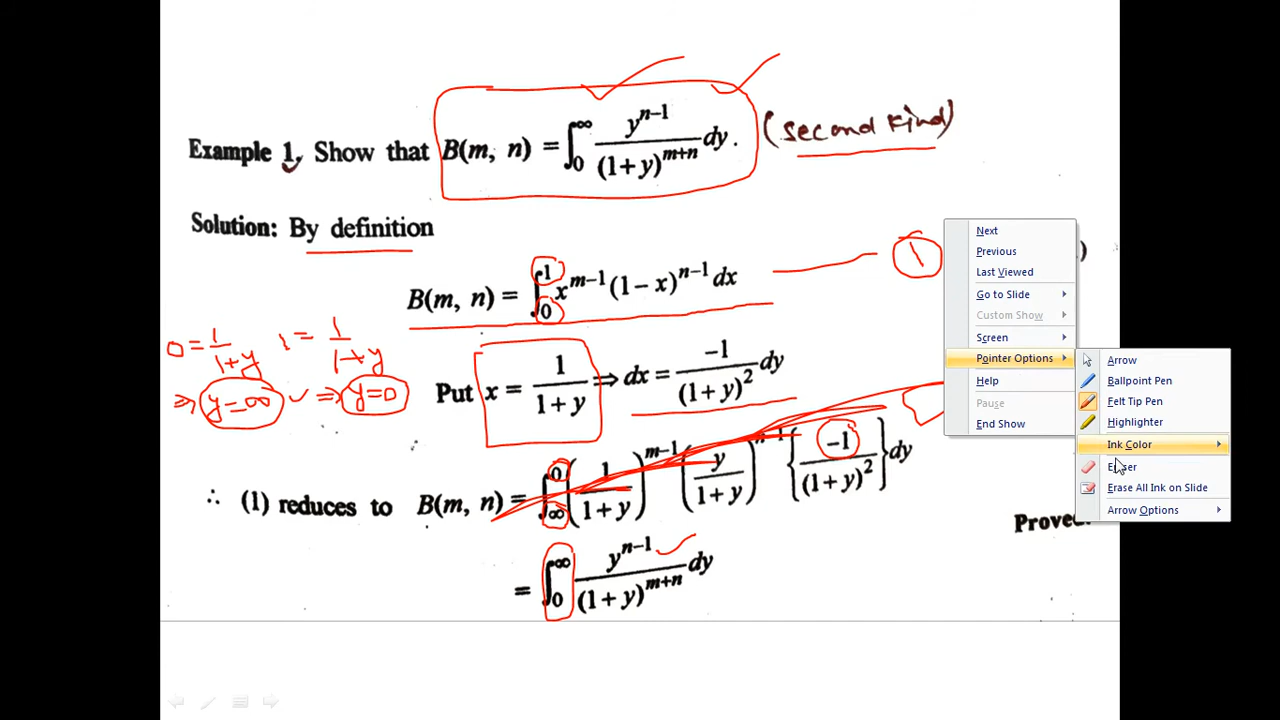 Example 1. Show that B(m, n) = ∫₀^∞ y^{n−1}/(1+y)^{m+n} dy. (second kind)
Solution: By definition
B(m, n) = ∫₀¹ x^{m−1} (1−x)^{n−1} dx 1 )
0 = 1/(1+y) 1 = 1/(1+y)
⇒ y=∞ ✓ ⇒ y=0
Put x = 1/(1+y) ⇒ dx = −1/(1+y)² dy
∴ (1) reduces to B(m, n) = ∫_∞^0 (1/(1+y))^{m−1} (y/(1+y))^{n−1} {−1/(1+y)²} dy
Proved.
= ∫₀^∞ y^{n−1}/(1+y)^{m+n} dy
Next
Previous
Last Viewed
Go to Slide
Custom Show
Screen
Pointer Options
Help
Pause
End Show
Arrow
Ballpoint Pen
Felt Tip Pen
Highlighter
Ink Color
Eraser
Erase All Ink on Slide
Arrow Options